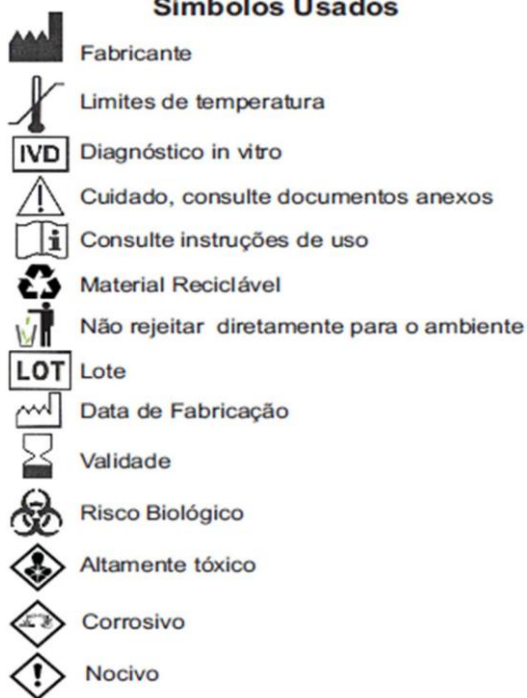 Símbolos Usados
Fabricante
Limites de temperatura
IVD Diagnóstico in vitro
Cuidado, consulte documentos anexos
i Consulte instruções de uso
Material Reciclável
Não rejeitar diretamente para o ambiente
LOT Lote
Data de Fabricação
Validade
Risco Biológico
Altamente tóxico
Corrosivo
Nocivo